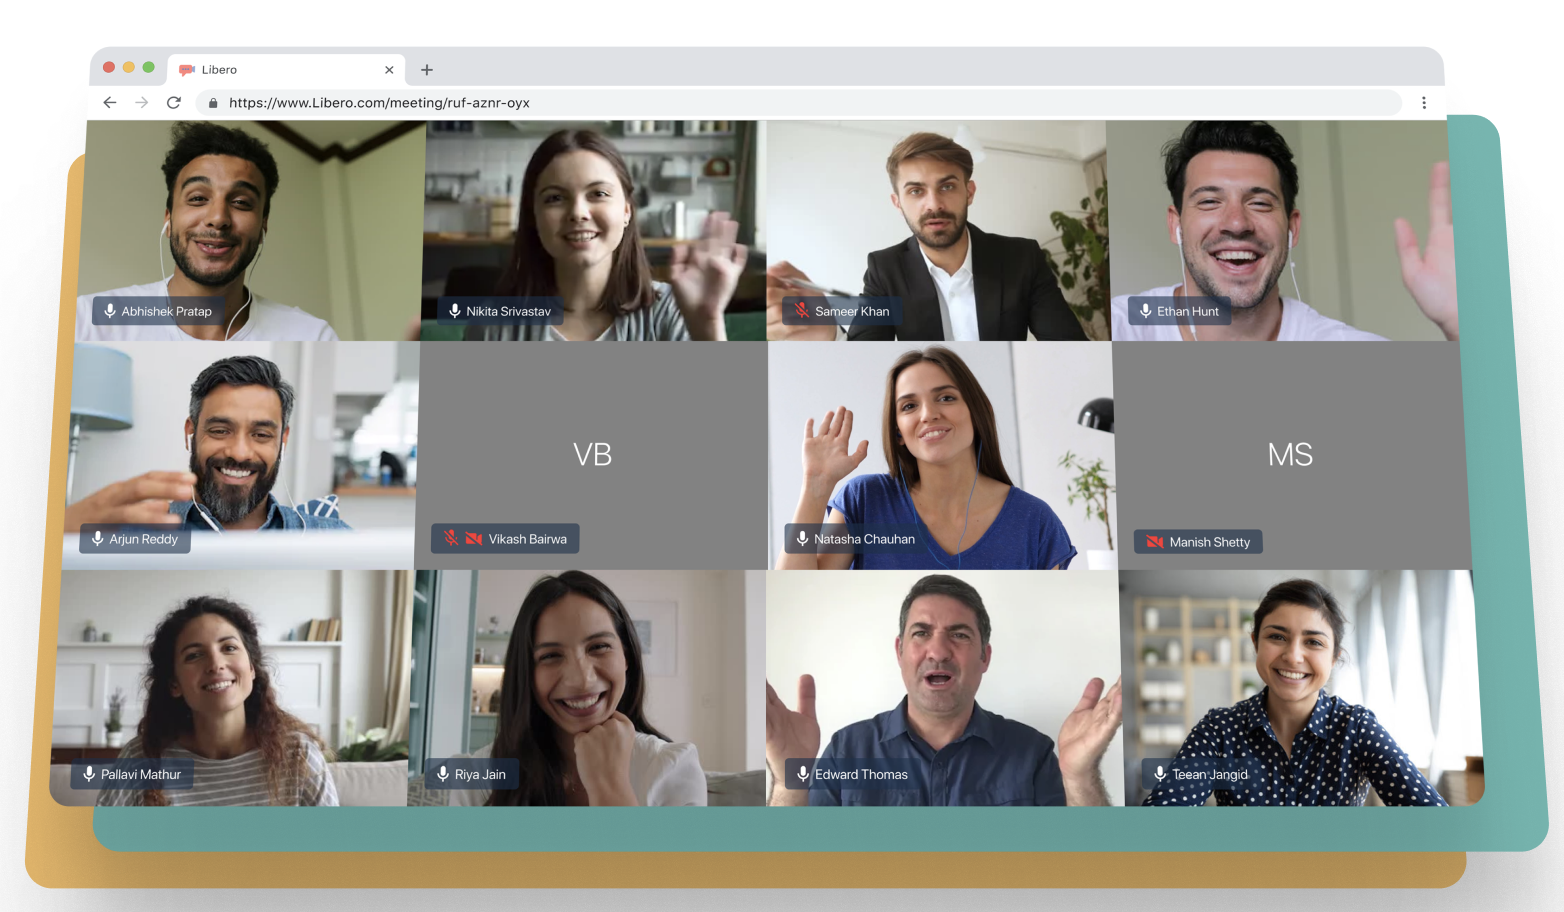 Libero
https://www.Libero.com/meeting/ruf-aznr-oyx
Abhishek Pratap
Nikita Srivastav
Sameer Khan
Ethan Hunt
Arjun Reddy
VB
Vikash Bairwa
Natasha Chauhan
MS
Manish Shetty
Pallavi Mathur
Riya Jain
Edward Thomas
Teean Jangid